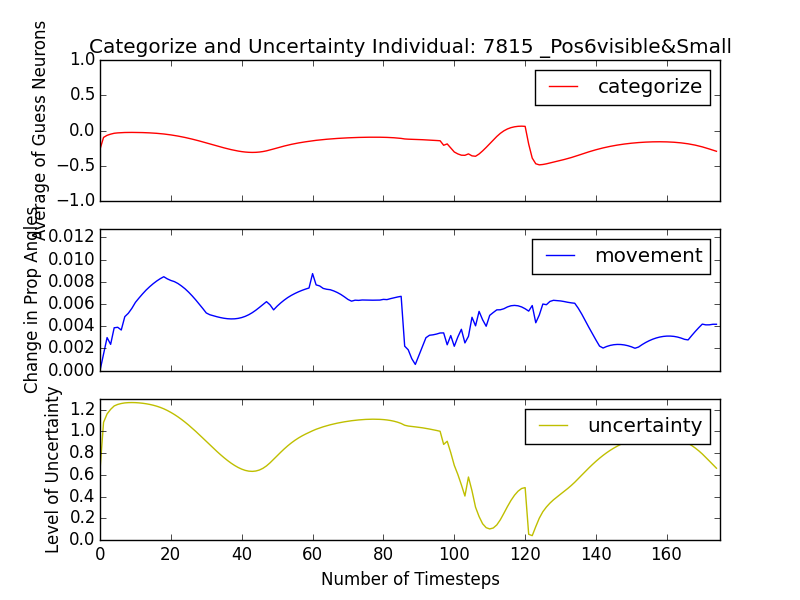 Categorize and Uncertainty Individual: 7815 _Pos6visible&Small
Average of Guess Neurons
1.0
0.5
0.0
−0.5
−1.0
categorize
Change in Prop Angles
0.012
0.010
0.008
0.006
0.004
0.002
0.000
movement
Level of Uncertainty
1.2
1.0
0.8
0.6
0.4
0.2
0.0
uncertainty
0 20 40 60 80 100 120 140 160
Number of Timesteps